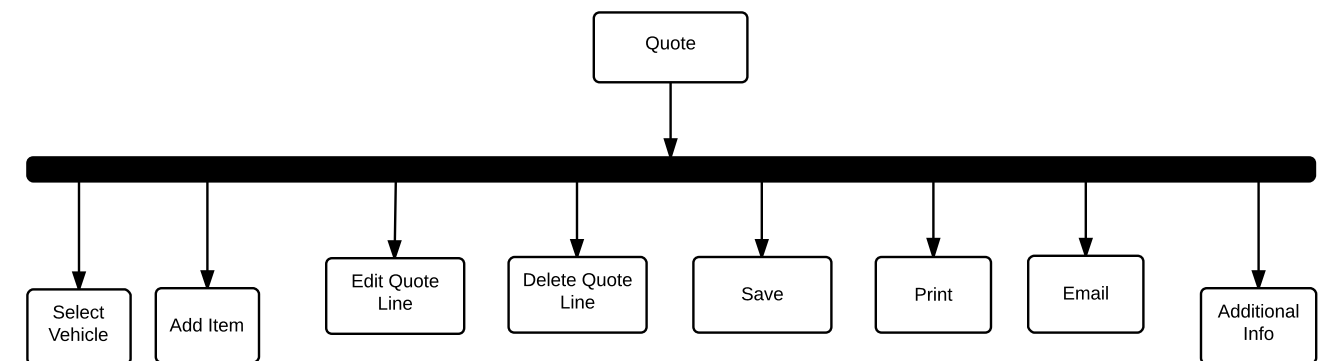 Quote
Select
Vehicle
Add Item
Edit Quote
Line
Delete Quote
Line
Save
Print
Email
Additional
Info